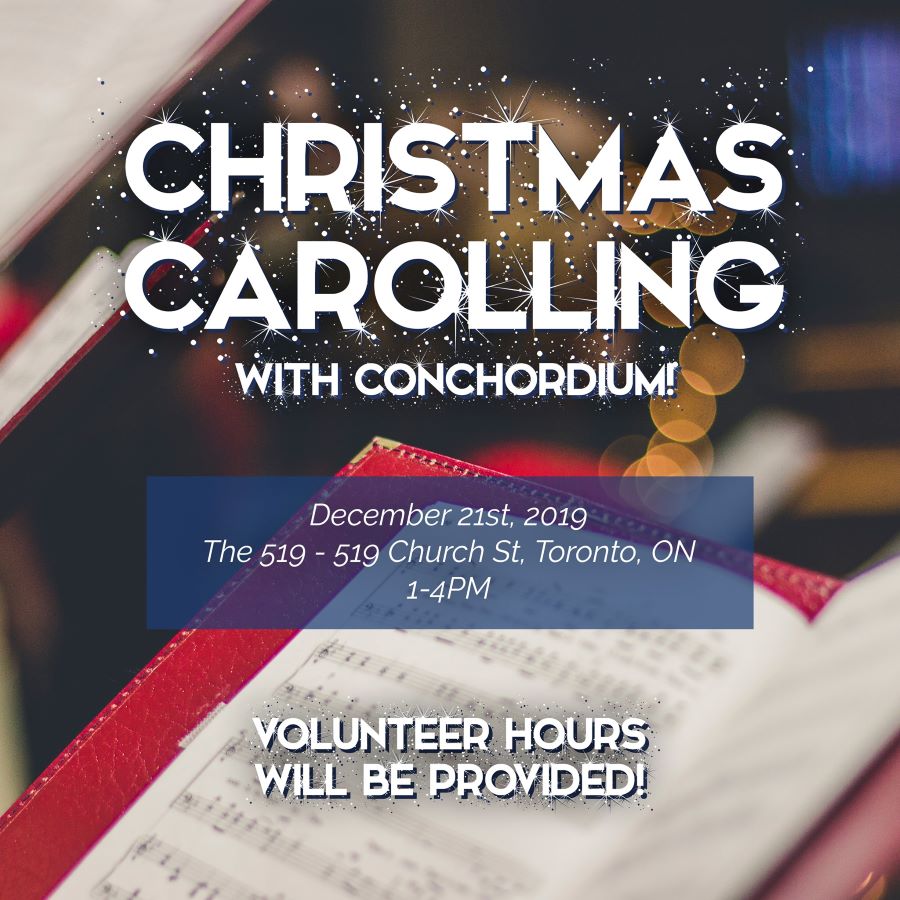 CHRISTMAS
CAROLLING
WITH CONCHORDIUM!
December 21st, 2019
The 519 - 519 Church St, Toronto, ON
1-4PM
VOLUNTEER HOURS
WILL BE PROVIDED!